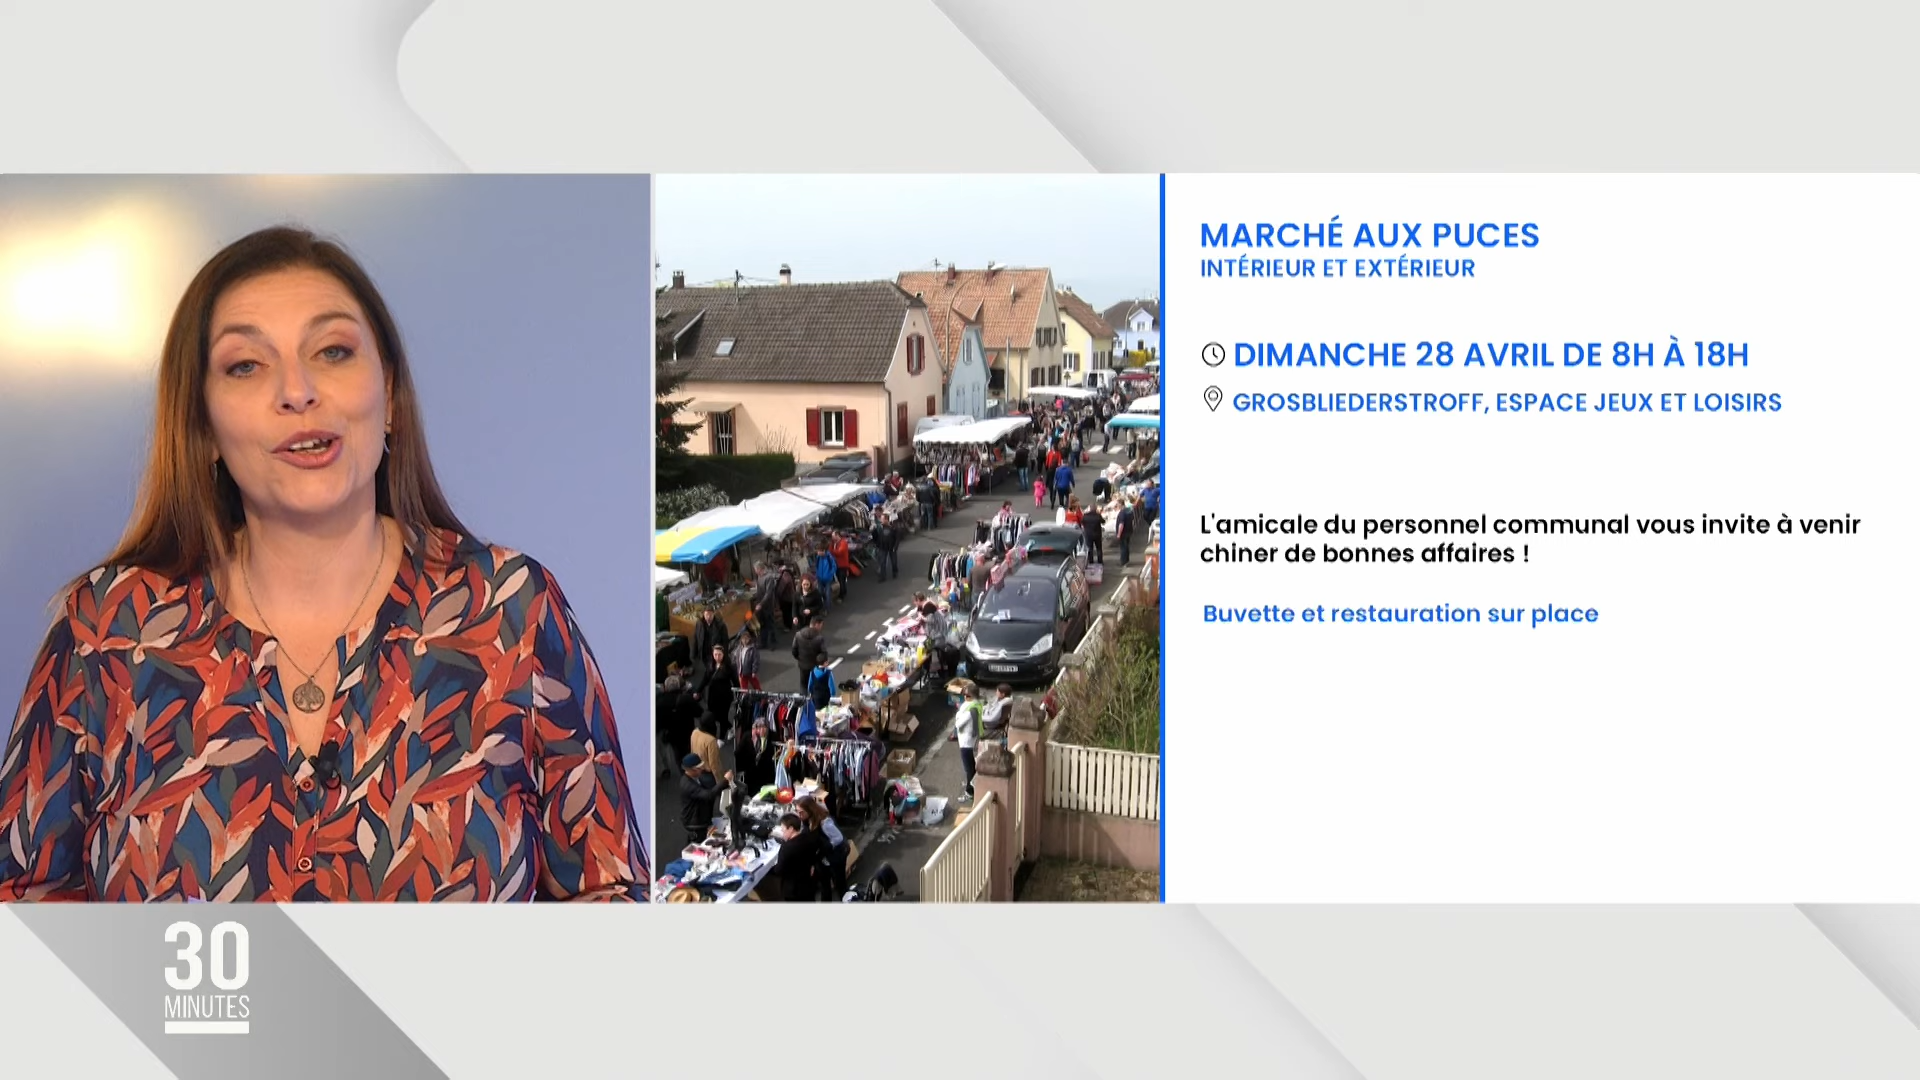 MARCHÉ AUX PUCES
INTÉRIEUR ET EXTÉRIEUR
DIMANCHE 28 AVRIL DE 8H À 18H
GROSBLIEDERSTROFF, ESPACE JEUX ET LOISIRS
L'amicale du personnel communal vous invite à venir
chiner de bonnes affaires !
Buvette et restauration sur place
30
MINUTES